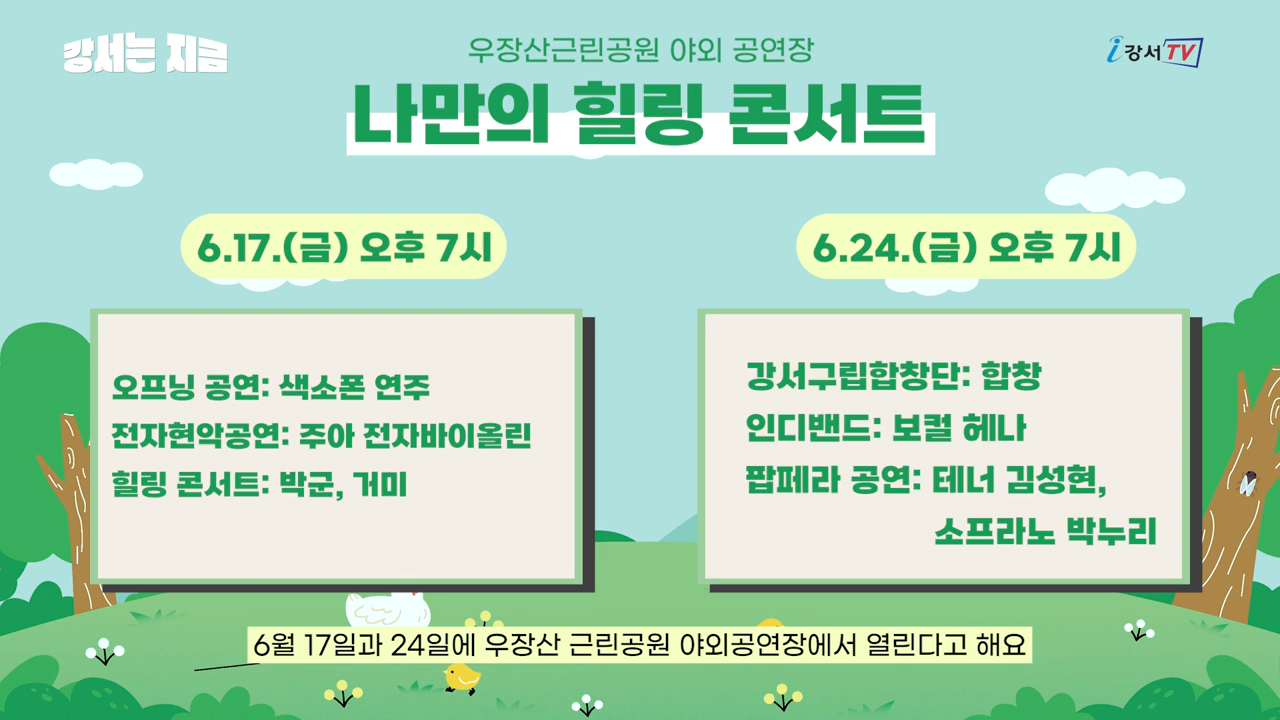 강서는 지금
우장산근린공원 야외 공연장
i강서TV
나만의 힐링 콘서트
6.17.(금) 오후 7시
오프닝 공연: 색소폰 연주
전자현악공연: 주아 전자바이올린
힐링 콘서트: 박군, 거미
6.24.(금) 오후 7시
강서구립합창단: 합창
인디밴드: 보컬 헤나
팝페라 공연: 테너 김성현,
소프라노 박누리
6월 17일과 24일에 우장산 근린공원 야외공연장에서 열린다고 해요